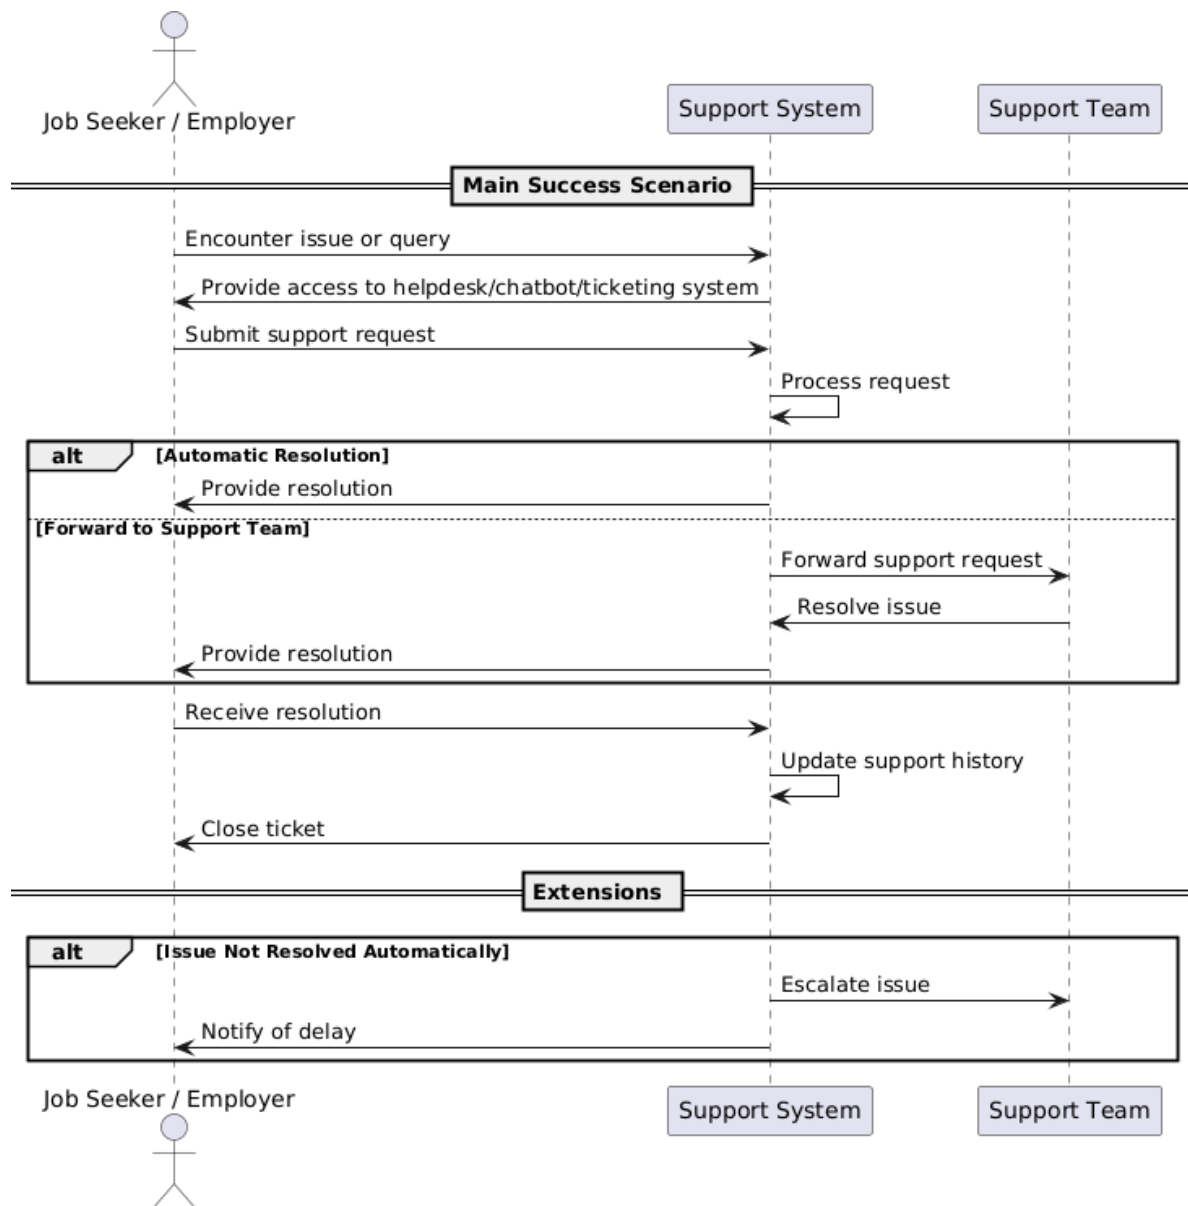 Job Seeker / Employer
Support System
Support Team
Main Success Scenario
Encounter issue or query
Provide access to helpdesk/chatbot/ticketing system
Submit support request
Process request
alt [Automatic Resolution]
Provide resolution
[Forward to Support Team]
Forward support request
Resolve issue
Provide resolution
Receive resolution
Update support history
Close ticket
Extensions
alt [Issue Not Resolved Automatically]
Escalate issue
Notify of delay
Job Seeker / Employer
Support System
Support Team